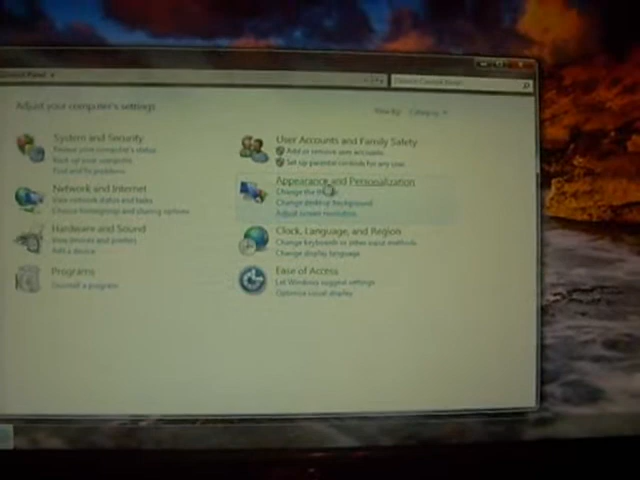 Control Panel
Search Control Panel
Adjust your computer's settings
View by: Category
System and Security
Review your computer's status
Back up your computer
Find and fix problems
Network and Internet
View network status and tasks
Choose homegroup and sharing options
Hardware and Sound
View devices and printers
Add a device
Programs
Uninstall a program
User Accounts and Family Safety
Add or remove user accounts
Set up parental controls for any user
Appearance and Personalization
Change the
Change desktop background
Adjust screen resolution
Clock, Language, and Region
Change keyboards or other input methods
Change display language
Ease of Access
Let Windows suggest settings
Optimize visual display